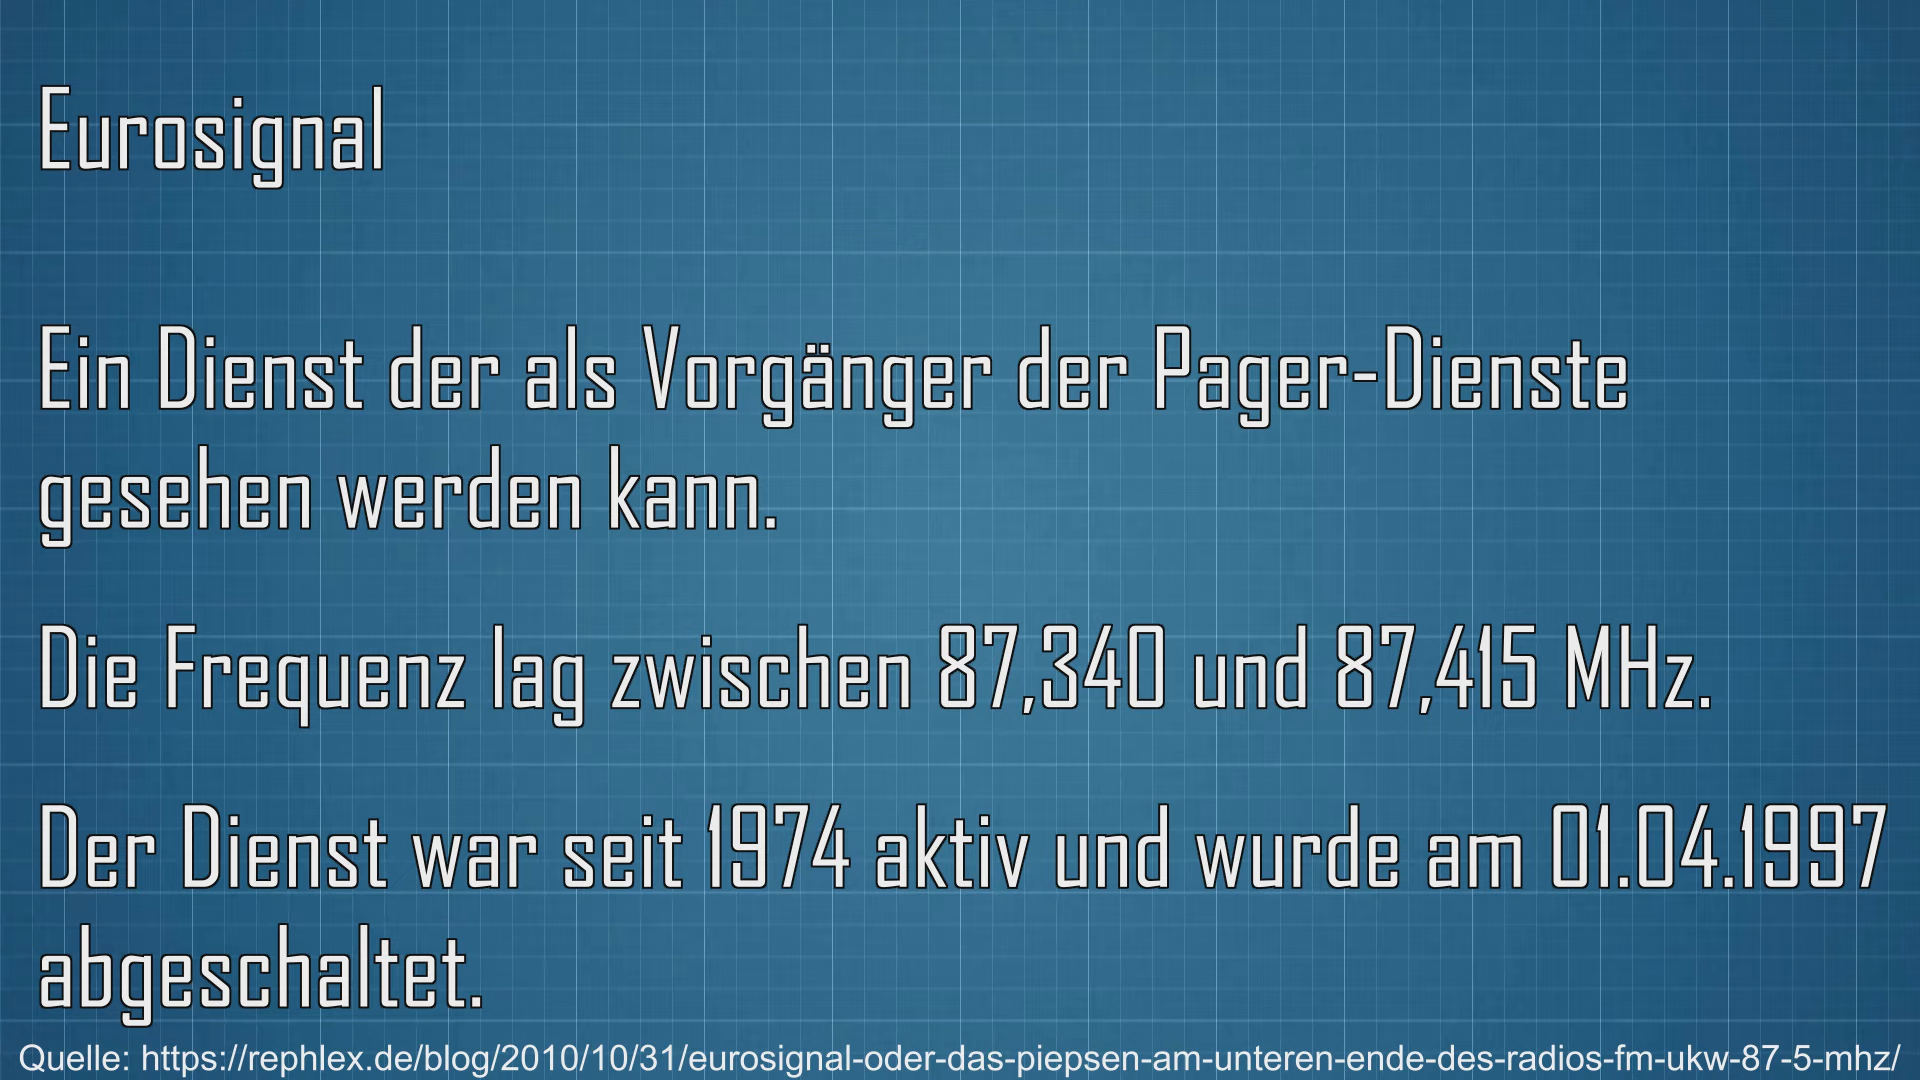 Eurosignal
Ein Dienst der als Vorgänger der Pager-Dienste
gesehen werden kann.
Die Frequenz lag zwischen 87,340 und 87,415 MHz.
Der Dienst war seit 1974 aktiv und wurde am 01.04.1997
abgeschaltet.
Quelle: https://rephlex.de/blog/2010/10/31/eurosignal-oder-das-piepsen-am-unteren-ende-des-radios-fm-ukw-87-5-mhz/